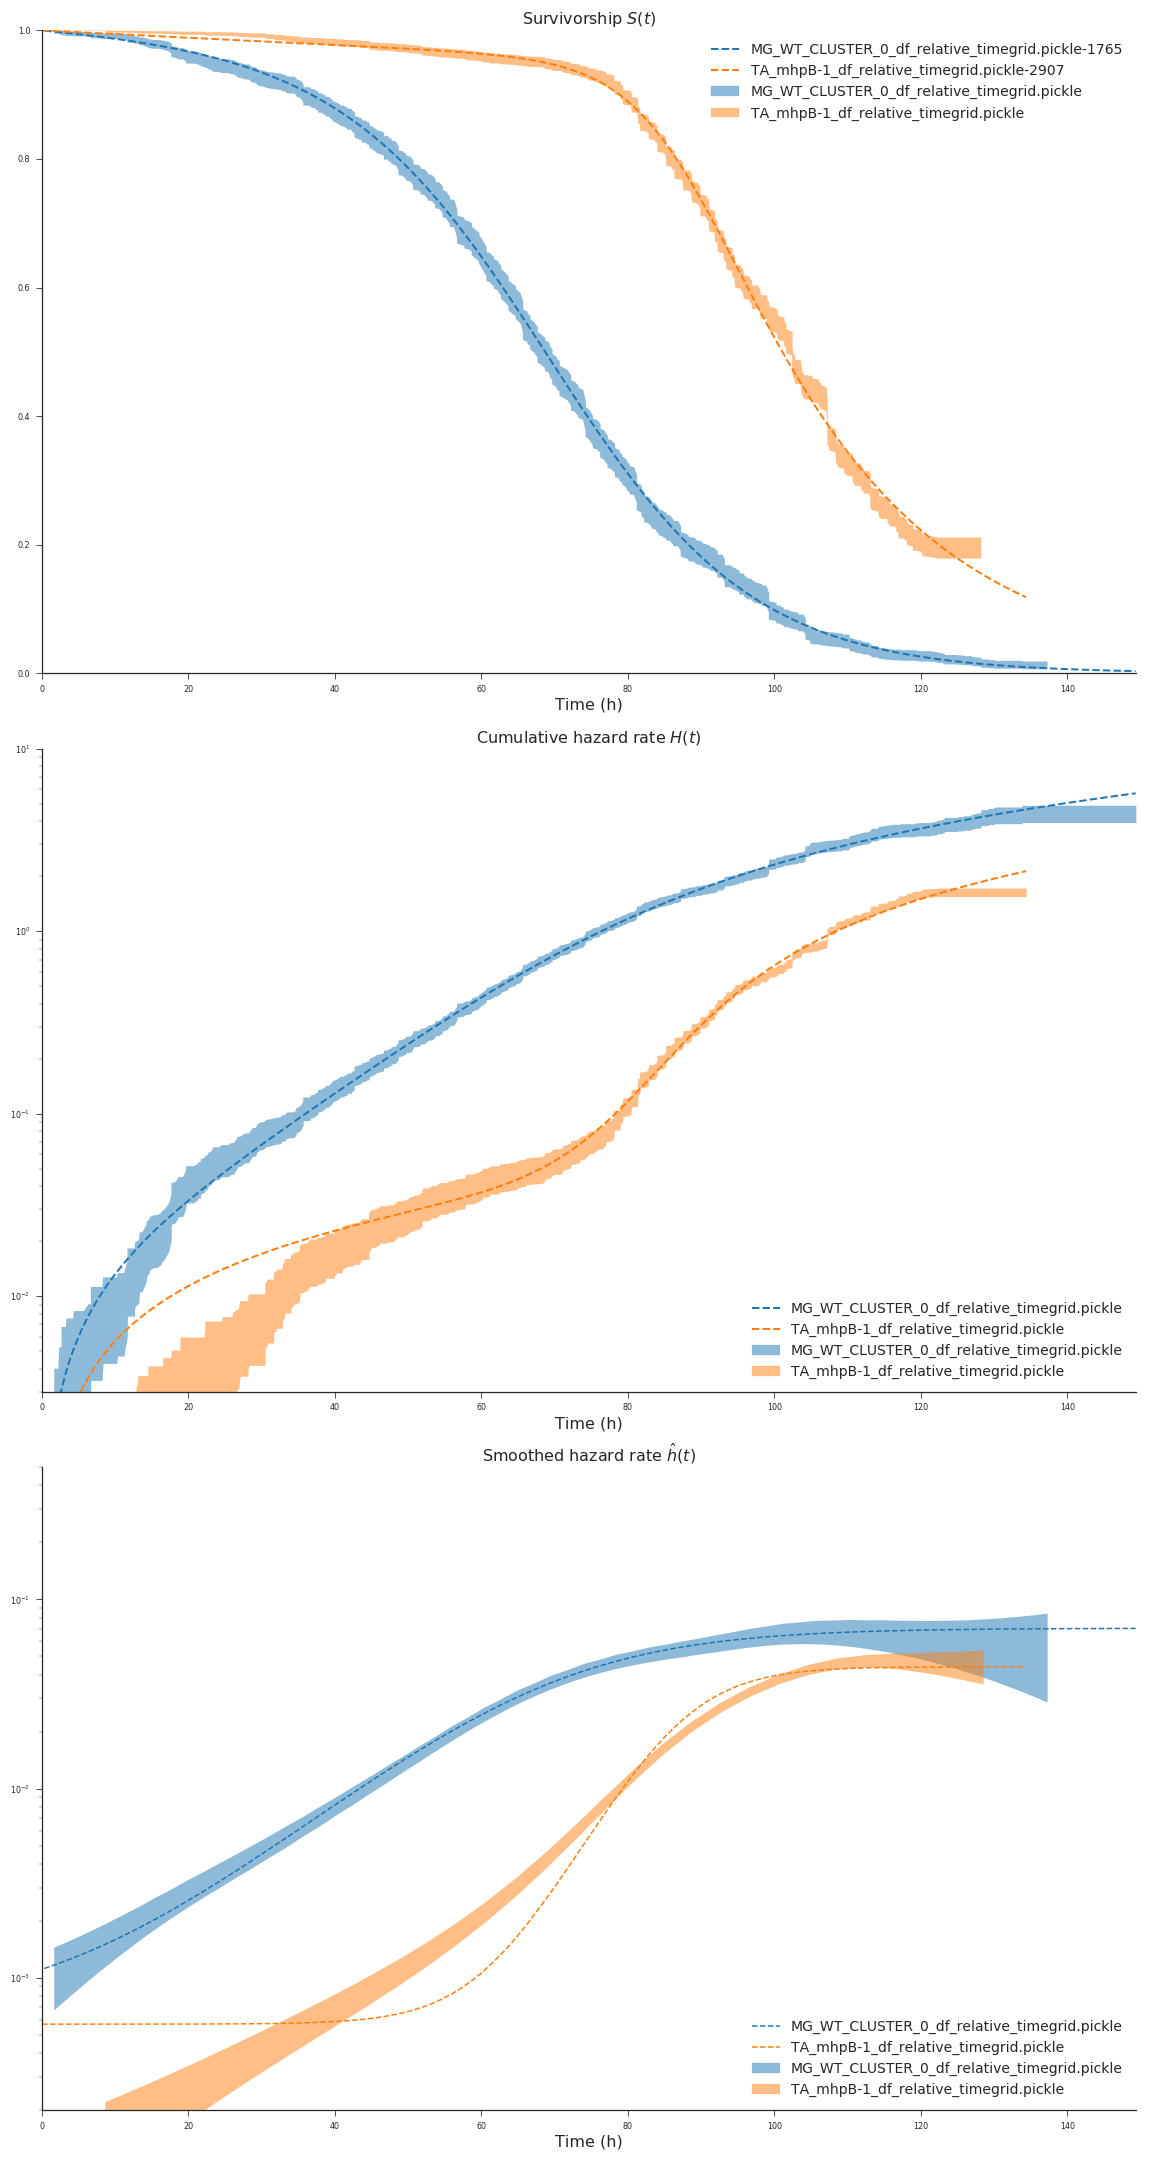 Survivorship S(t)
1.0
MG_WT_CLUSTER_0_df_relative_timegrid.pickle-1765
TA_mhpB-1_df_relative_timegrid.pickle-2907
MG_WT_CLUSTER_0_df_relative_timegrid.pickle
TA_mhpB-1_df_relative_timegrid.pickle
0.8
0.6
0.4
0.2
0.0
0 20 40 60 80 100 120 140
Time (h)
Cumulative hazard rate H(t)
10¹
10⁰
10⁻¹
10⁻²
MG_WT_CLUSTER_0_df_relative_timegrid.pickle
TA_mhpB-1_df_relative_timegrid.pickle
MG_WT_CLUSTER_0_df_relative_timegrid.pickle
TA_mhpB-1_df_relative_timegrid.pickle
0 20 40 60 80 100 120 140
Time (h)
Smoothed hazard rate ĥ(t)
10⁻¹
10⁻²
10⁻³
MG_WT_CLUSTER_0_df_relative_timegrid.pickle
TA_mhpB-1_df_relative_timegrid.pickle
MG_WT_CLUSTER_0_df_relative_timegrid.pickle
TA_mhpB-1_df_relative_timegrid.pickle
0 20 40 60 80 100 120 140
Time (h)